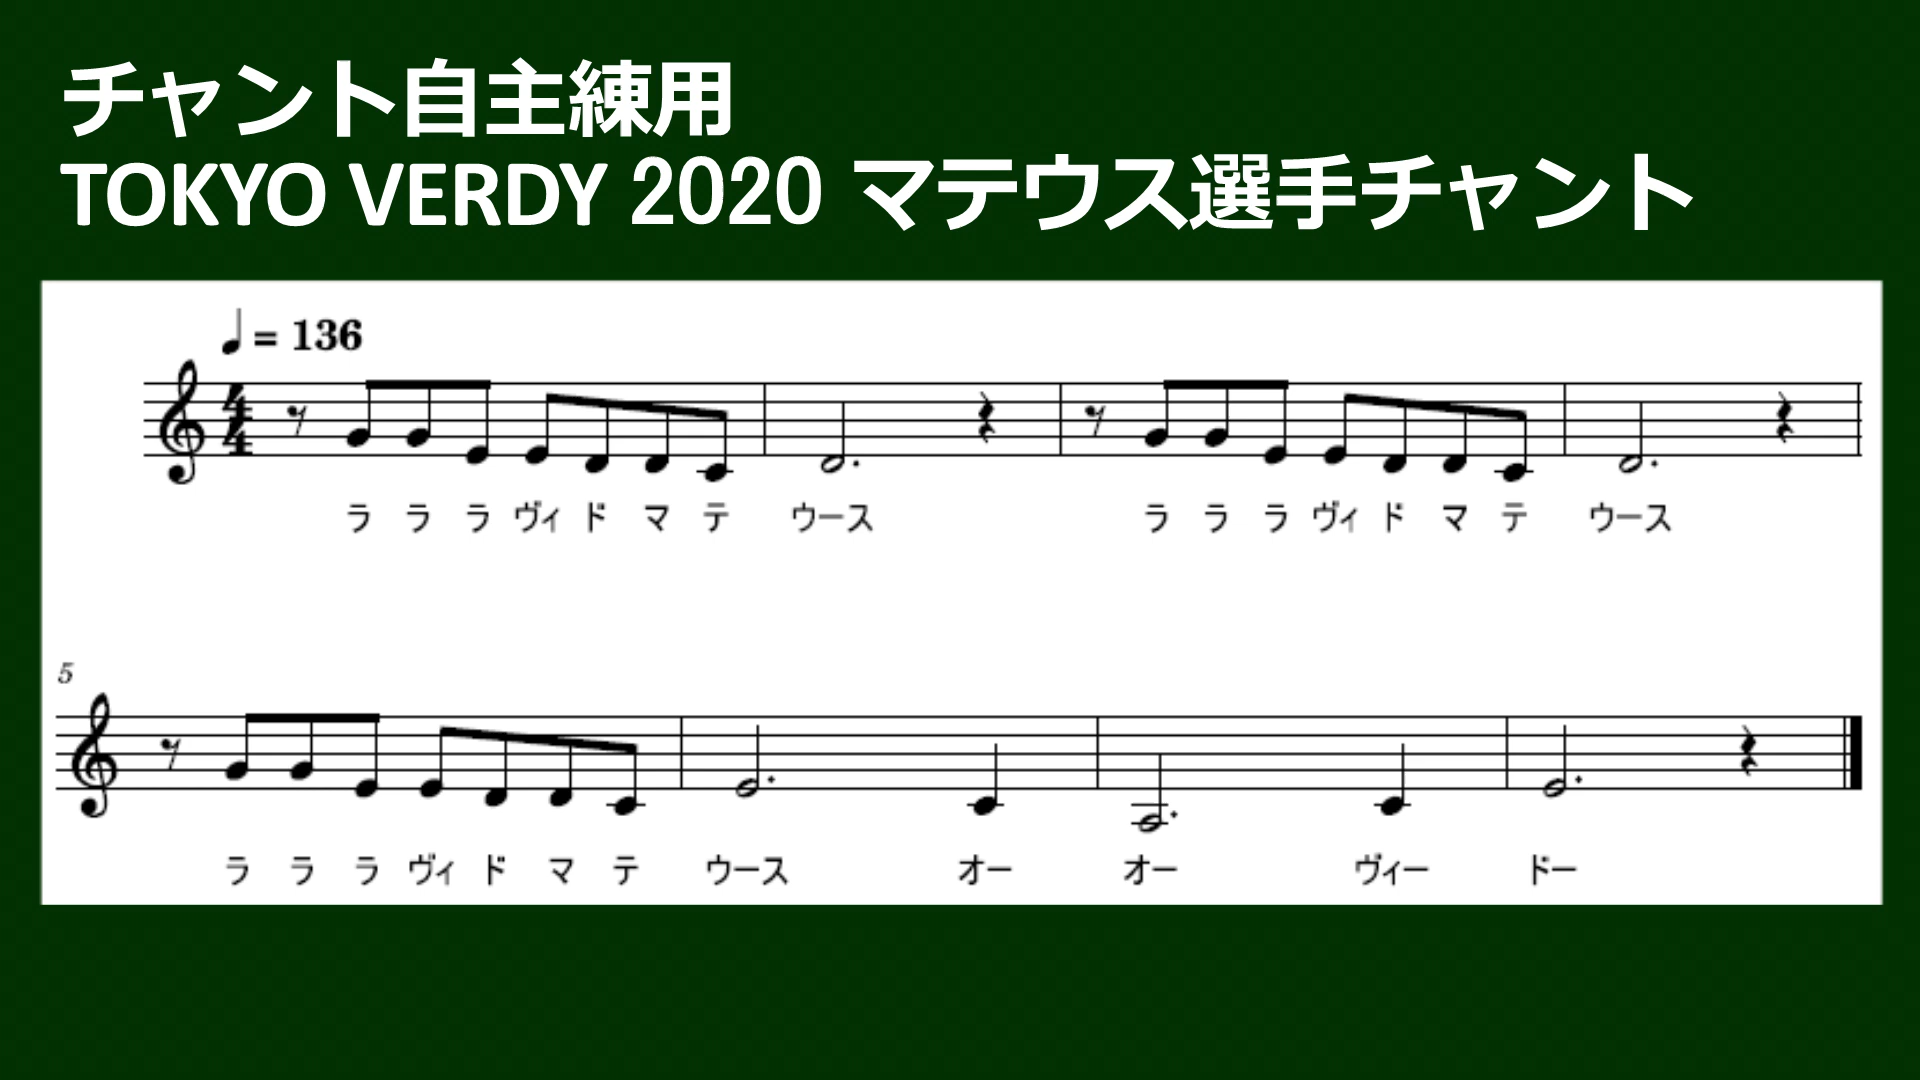 チャント自主練用
TOKYO VERDY 2020 マテウス選手チャント
= 136
ラ ラ ラ ヴィ ド マ テ ウース ラ ラ ラ ヴィ ド マ テ ウース
5
ラ ラ ラ ヴィ ド マ テ ウース オー オー ヴィー ドー